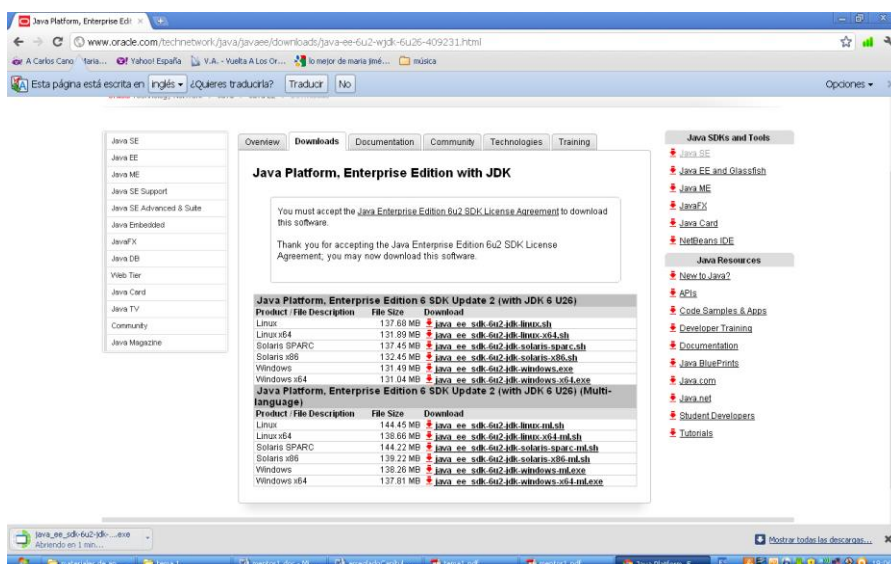 Java Platform, Enterprise Edit
www.oracle.com/technetwork/java/javaee/downloads/java-ee-6u2-wjdk-6u26-409231.html
A Carlos Cano
Yahoo! España
V.A. - Vuelta A Los Or...
lo mejor de maria jimé...
música
Esta página está escrita en inglés ¿Quieres traducirla? Traducir No
Opciones
Java SE
Java EE
Java ME
Java SE Support
Java SE Advanced & Suite
Java Embedded
JavaFX
Java DB
Web Tier
Java Card
Java TV
Community
Java Magazine
Overview Downloads Documentation Community Technologies Training
Java Platform, Enterprise Edition with JDK
You must accept the Java Enterprise Edition 6u2 SDK License Agreement to download
this software.
Thank you for accepting the Java Enterprise Edition 6u2 SDK License
Agreement; you may now download this software.
Java Platform, Enterprise Edition 6 SDK Update 2 (with JDK 6 U26)
Product / File Description File Size Download
Linux 137.68 MB java_ee_sdk-6u2-jdk-linux.sh
Linux x64 131.89 MB java_ee_sdk-6u2-jdk-linux-x64.sh
Solaris SPARC 137.45 MB java_ee_sdk-6u2-jdk-solaris-sparc.sh
Solaris x86 132.45 MB java_ee_sdk-6u2-jdk-solaris-x86.sh
Windows 131.49 MB java_ee_sdk-6u2-jdk-windows.exe
Windows x64 131.04 MB java_ee_sdk-6u2-jdk-windows-x64.exe
Java Platform, Enterprise Edition 6 SDK Update 2 (with JDK 6 U26) (Multi-
language)
Product / File Description File Size Download
Linux 144.45 MB java_ee_sdk-6u2-jdk-linux-ml.sh
Linux x64 138.66 MB java_ee_sdk-6u2-jdk-linux-x64-ml.sh
Solaris SPARC 144.22 MB java_ee_sdk-6u2-jdk-solaris-sparc-ml.sh
Solaris x86 139.22 MB java_ee_sdk-6u2-jdk-solaris-x86-ml.sh
Windows 138.26 MB java_ee_sdk-6u2-jdk-windows-ml.exe
Windows x64 137.81 MB java_ee_sdk-6u2-jdk-windows-x64-ml.exe
Java SDKs and Tools
Java SE
Java EE and Glassfish
Java ME
JavaFX
Java Card
NetBeans IDE
Java Resources
New to Java?
APIs
Code Samples & Apps
Developer Training
Documentation
Java BluePrints
Java.com
Java.net
Student Developers
Tutorials
java_ee_sdk-6u2-jdk-....exe
Abriendo en 1 min...
Mostrar todas las descargas...